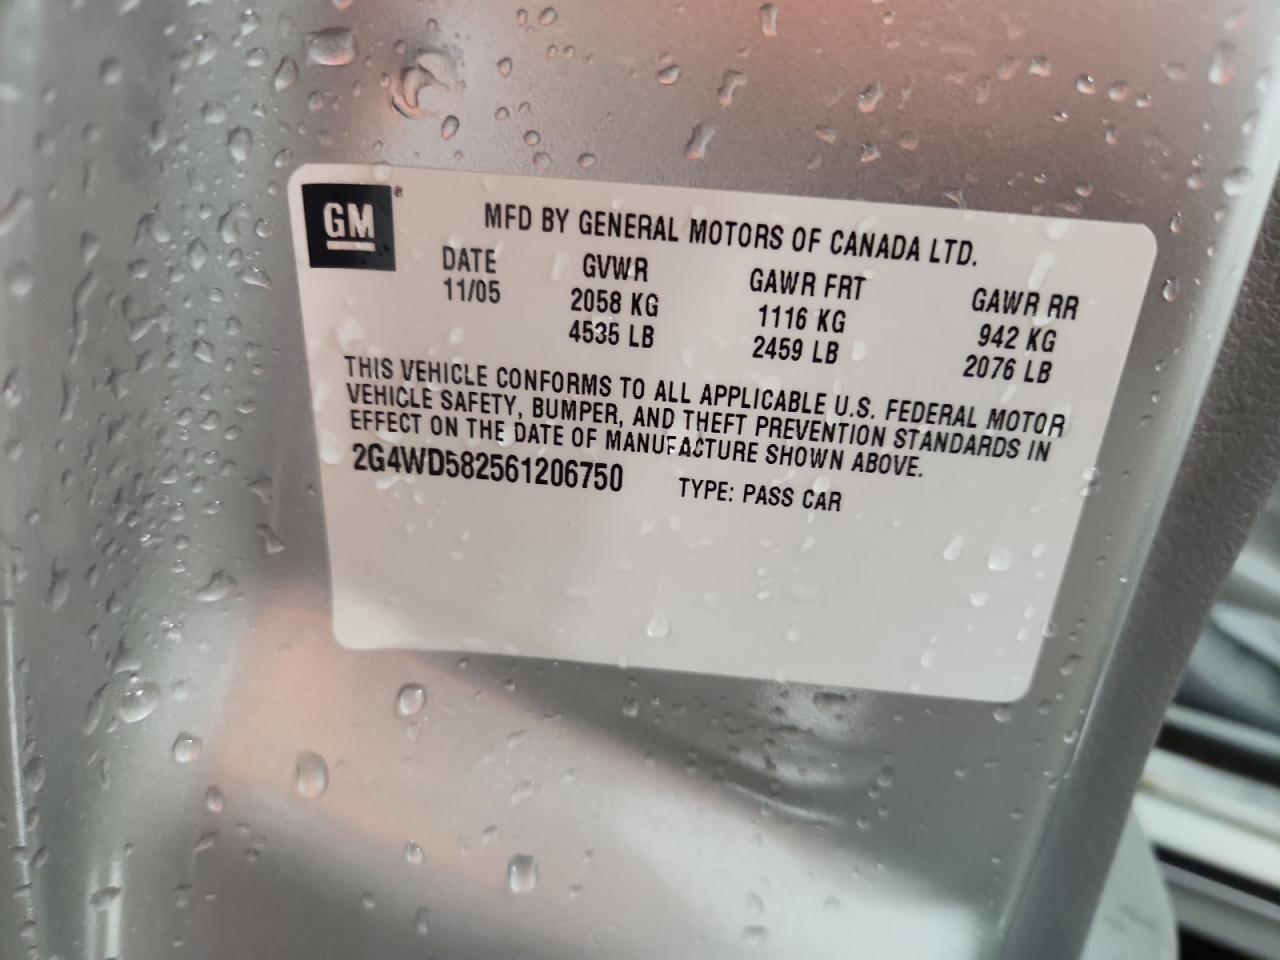 GM®
MFD BY GENERAL MOTORS OF CANADA LTD.
DATE GVWR GAWR FRT GAWR RR
11/05 2058 KG 1116 KG 942 KG
4535 LB 2459 LB 2076 LB
THIS VEHICLE CONFORMS TO ALL APPLICABLE U.S. FEDERAL MOTOR
VEHICLE SAFETY, BUMPER, AND THEFT PREVENTION STANDARDS IN
EFFECT ON THE DATE OF MANUFACTURE SHOWN ABOVE.
2G4WD582561206750 TYPE: PASS CAR